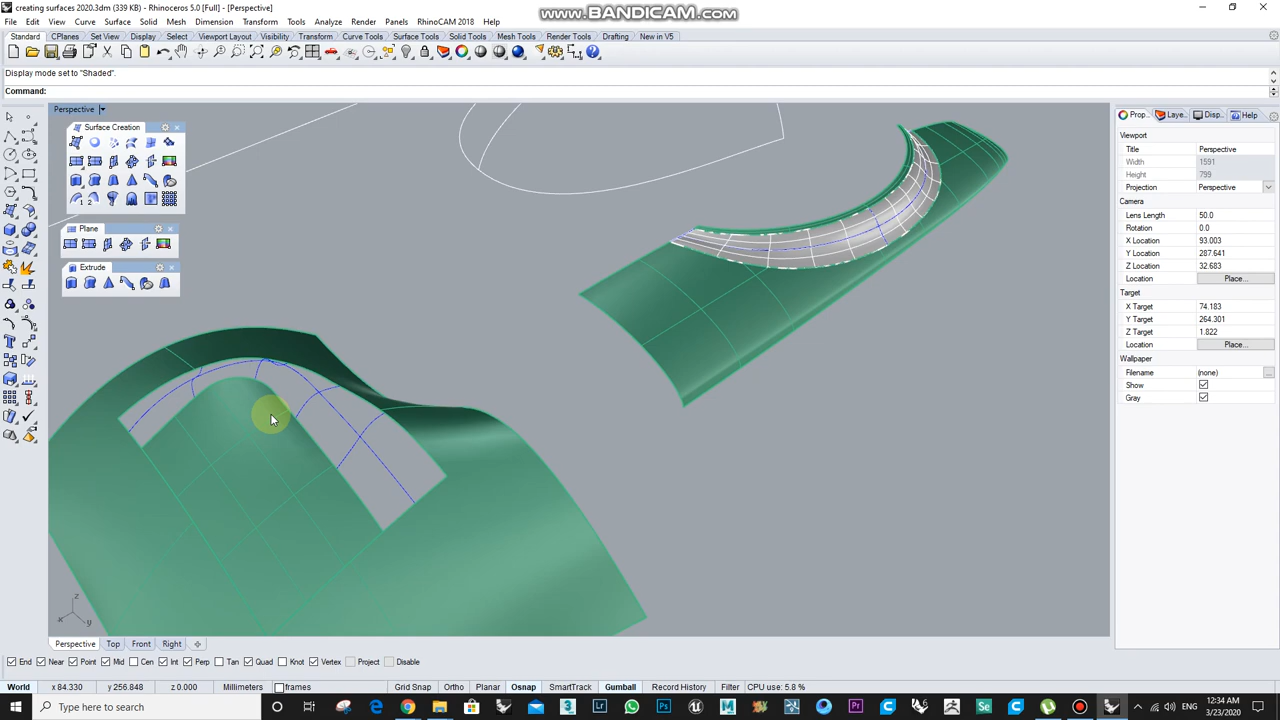 creating surfaces 2020.3dm (339 KB) - Rhinoceros 5.0 [Full] - [Perspective]
www.BANDICAM.com
File Edit View Curve Surface Solid Mesh Dimension Transform Tools Analyze Render Panels RhinoCAM 2018 Help
Standard CPlanes Set View Display Select Viewport Layout Visibility Transform Curve Tools Surface Tools Solid Tools Mesh Tools Render Tools Drafting New in V5
Display mode set to "Shaded".
Command:
Perspective
Prop... Laye... Disp... Help
Surface Creation
Viewport
Title Perspective
Width 1591
Height 799
Projection Perspective
Camera
Lens Length 50.0
Rotation 0.0
X Location 93.003
Y Location 287.641
Z Location 32.683
Location Place...
Plane
Extrude
Target
X Target 74.183
Y Target 264.301
Z Target 1.822
Location Place...
Wallpaper
Filename (none)
Show
Gray
z
x y
Perspective Top Front Right
End Near Point Mid Cen Int Perp Tan Quad Knot Vertex Project Disable
World x 84.330 y 256.848 z 0.000 Millimeters frames Grid Snap Ortho Planar Osnap SmartTrack Gumball Record History Filter CPU use: 5.8 %
Type here to search
ENG
12:34 AM
3/23/2020